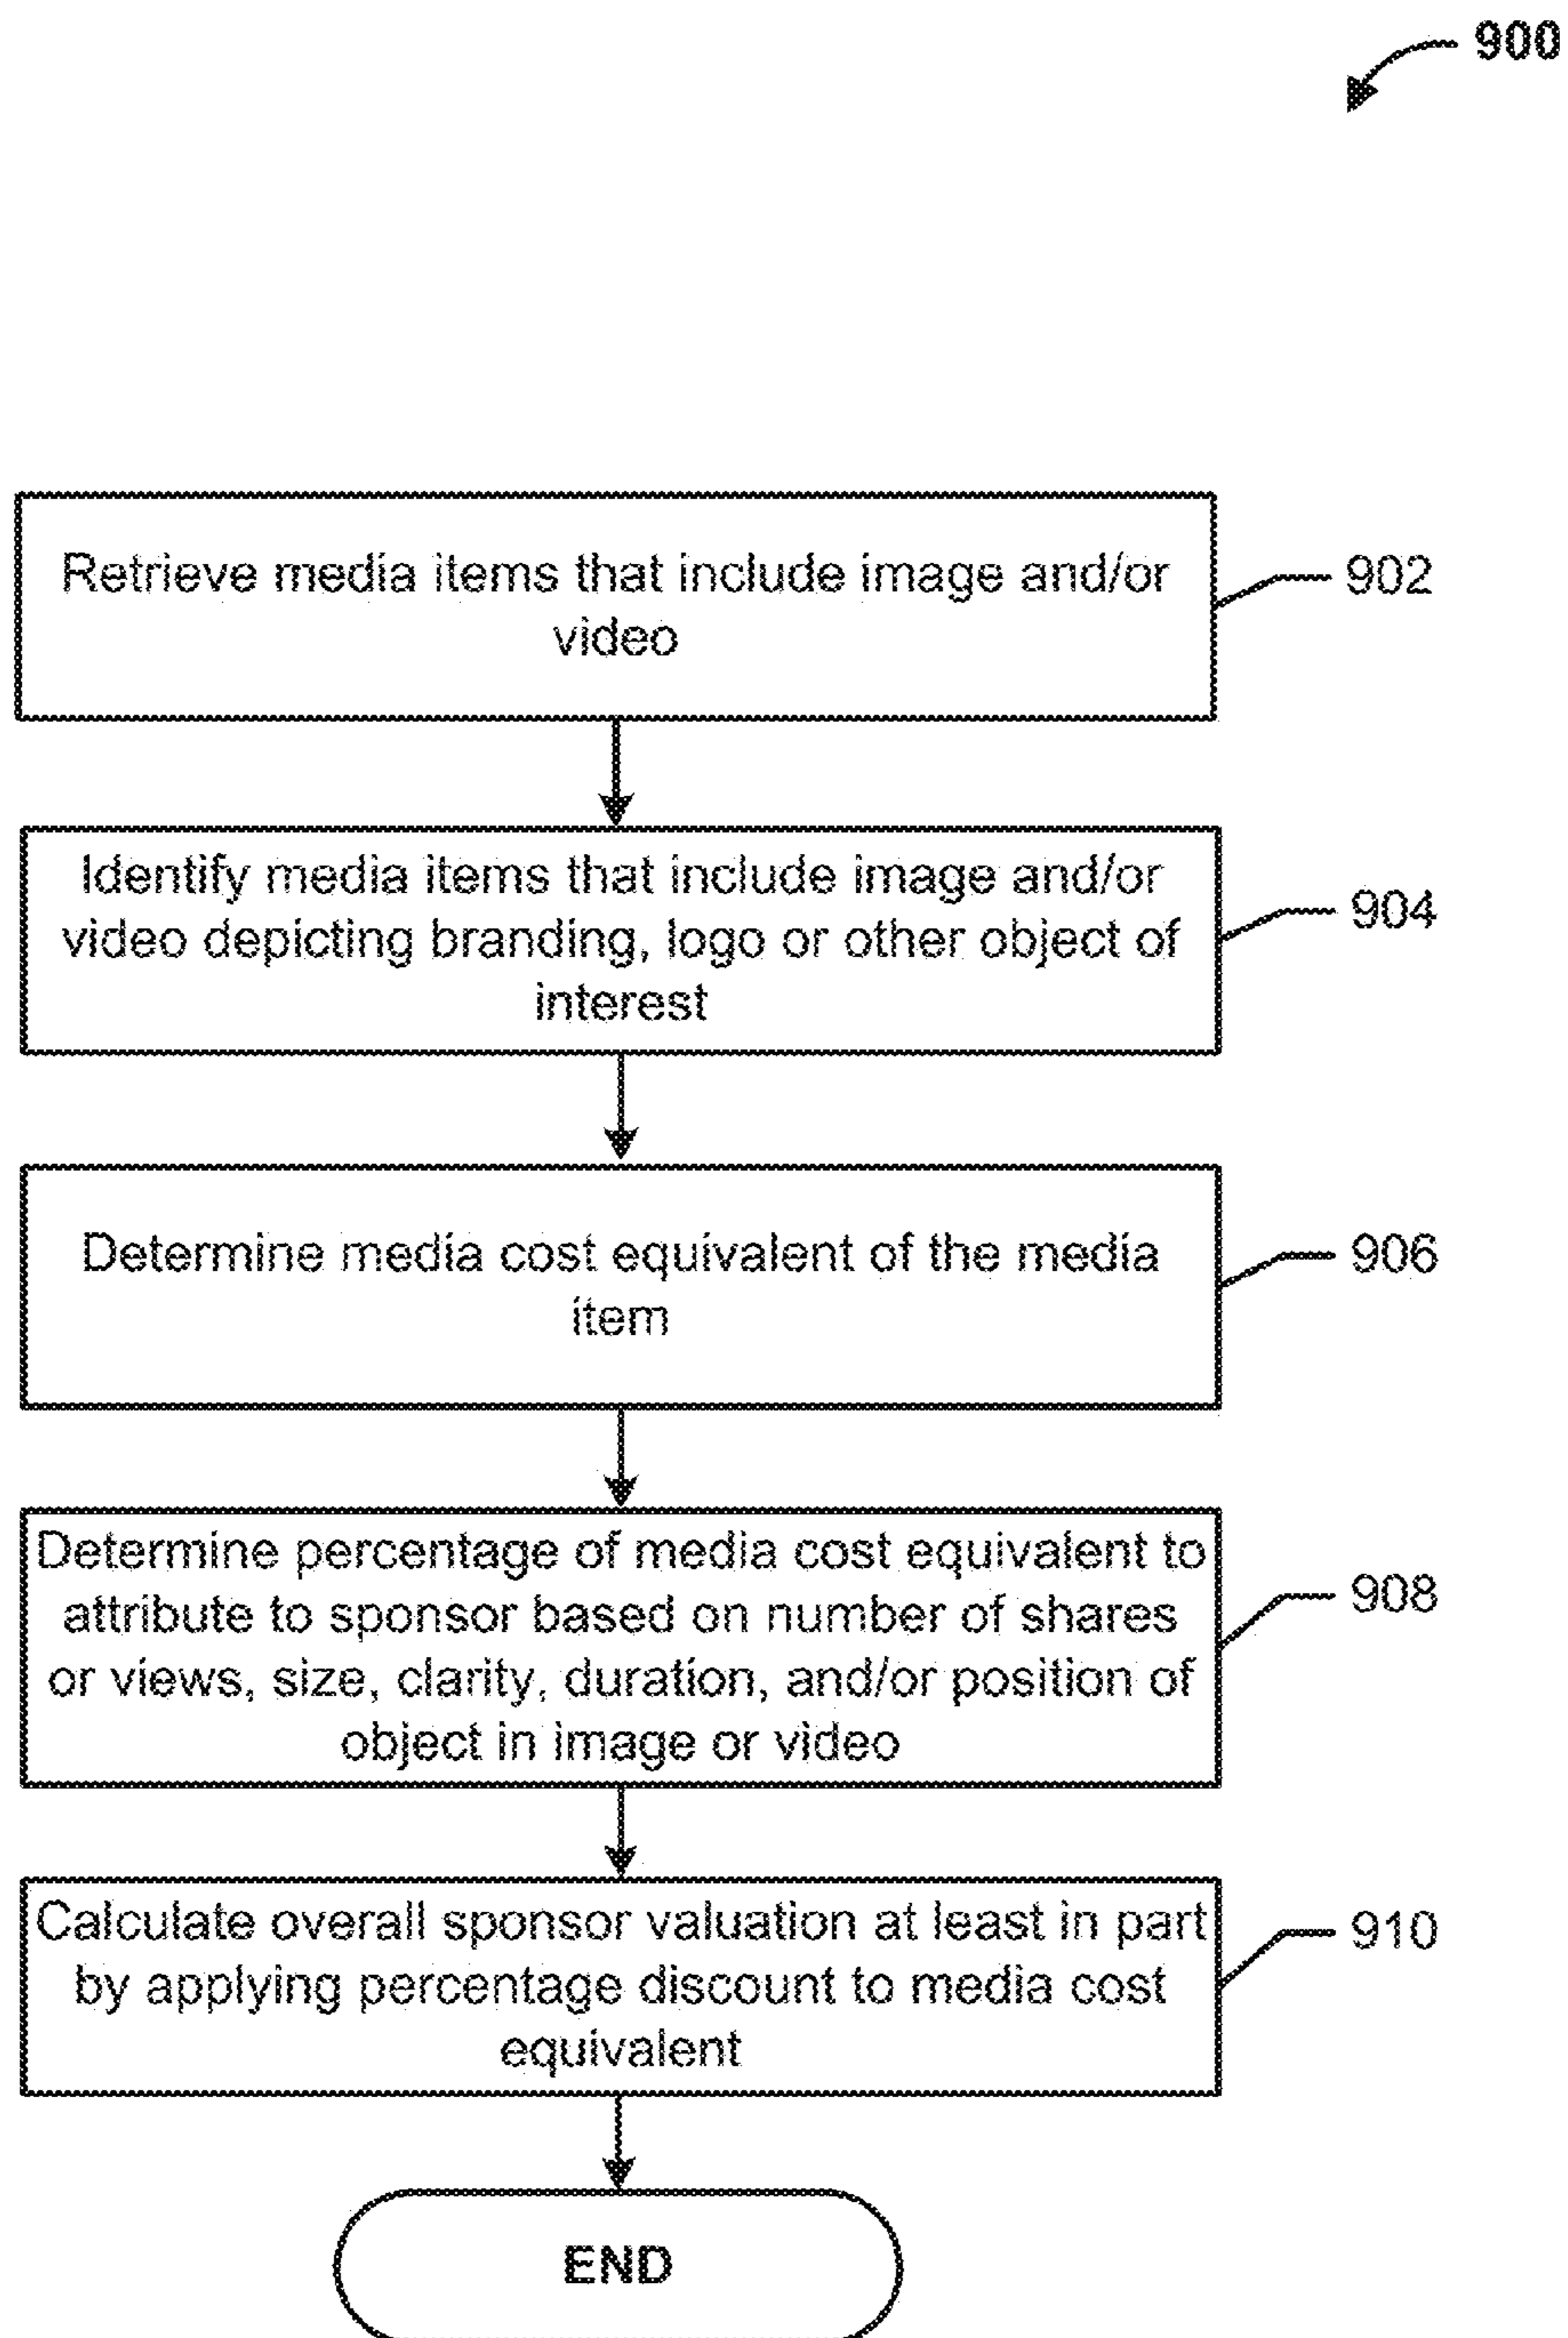 900
Retrieve media items that include image and/or
video
902
Identify media items that include image and/or
video depicting branding, logo or other object of
interest
904
Determine media cost equivalent of the media
item
906
Determine percentage of media cost equivalent to
attribute to sponsor based on number of shares
or views, size, clarity, duration, and/or position of
object in image or video
908
Calculate overall sponsor valuation at least in part
by applying percentage discount to media cost
equivalent
910
END